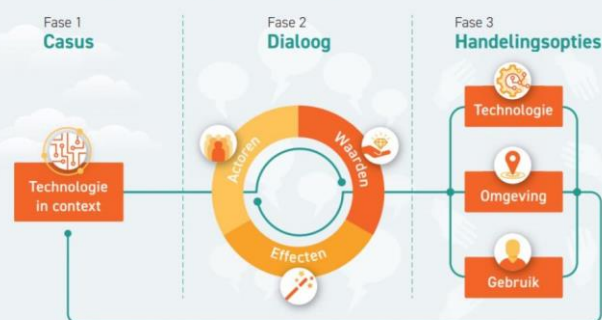 Fase 1
Casus
Technologie
in context
Fase 2
Dialoog
Actoren
Waarden
Effecten
Fase 3
Handelingsopties
Technologie
Omgeving
Gebruik